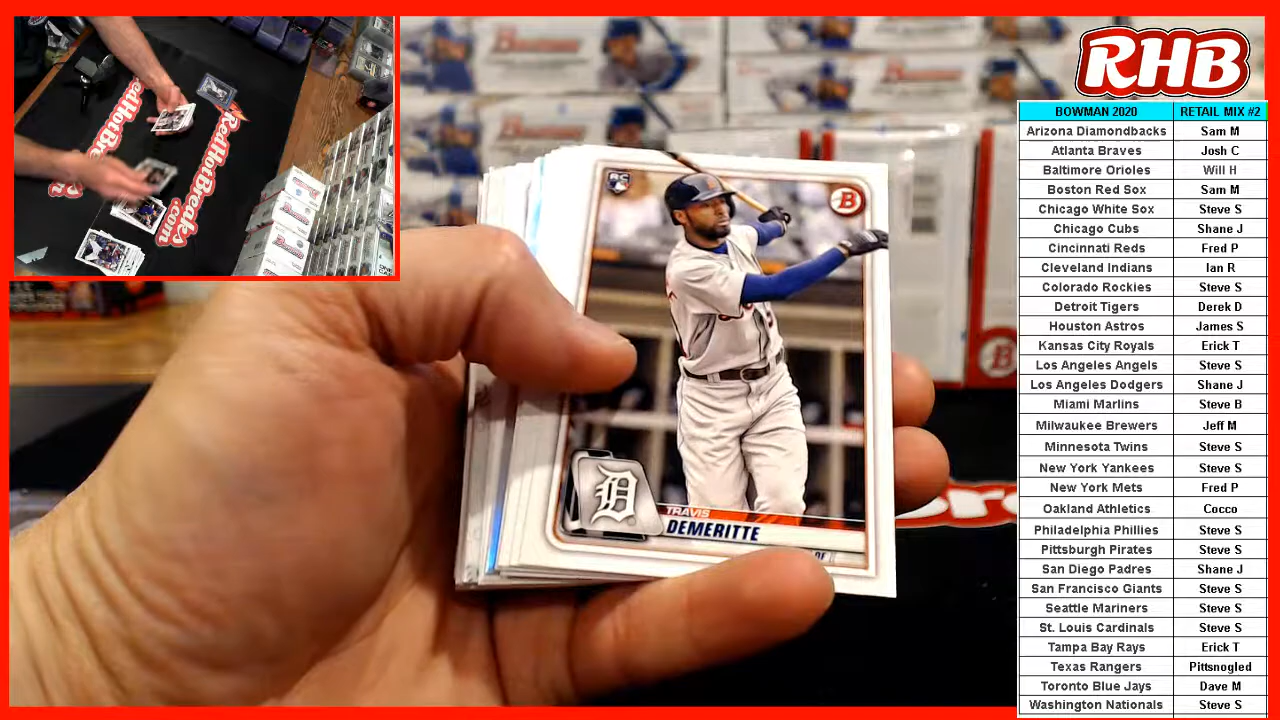 RHB
BOWMAN 2020 RETAIL MIX #2
Arizona Diamondbacks Sam M
Atlanta Braves Josh C
Baltimore Orioles Will H
Boston Red Sox Sam M
Chicago White Sox Steve S
Chicago Cubs Shane J
Cincinnati Reds Fred P
Cleveland Indians Ian R
Colorado Rockies Steve S
Detroit Tigers Derek D
Houston Astros James S
Kansas City Royals Erick T
Los Angeles Angels Steve S
Los Angeles Dodgers Shane J
Miami Marlins Steve B
Milwaukee Brewers Jeff M
Minnesota Twins Steve S
New York Yankees Steve S
New York Mets Fred P
Oakland Athletics Cocco
Philadelphia Phillies Steve S
Pittsburgh Pirates Steve S
San Diego Padres Shane J
San Francisco Giants Steve S
Seattle Mariners Steve S
St. Louis Cardinals Steve S
Tampa Bay Rays Erick T
Texas Rangers Pittsnogled
Toronto Blue Jays Dave M
Washington Nationals Steve S
RC
B
D
TRAVIS
DEMERITTE
OF
RedHotBreaks
.com
RedHotBre
Bowman
B